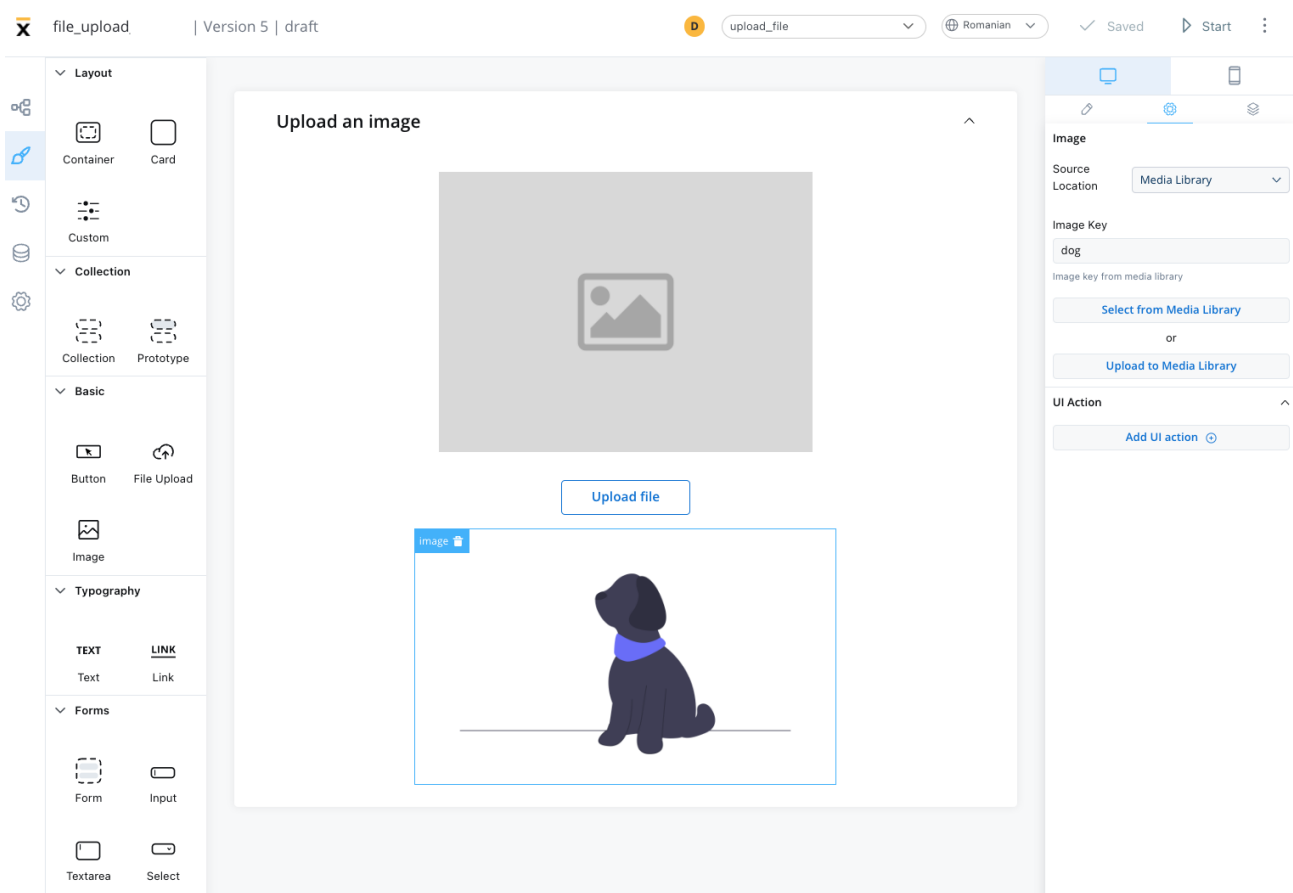 file_upload
| Version 5 | draft
D
upload_file
Romanian
Saved
Start
Layout
Container
Card
Custom
Collection
Collection
Prototype
Basic
Button
File Upload
Image
Typography
TEXT
LINK
Text
Link
Forms
Form
Input
Textarea
Select
Upload an image
Upload file
image
Image
Source
Location
Media Library
Image Key
dog
Image key from media library
Select from Media Library
or
Upload to Media Library
UI Action
Add UI action